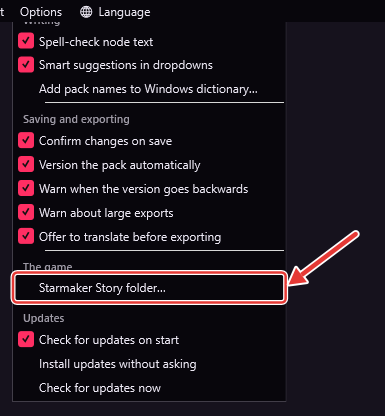 t Options Language
Writing
Spell-check node text
Smart suggestions in dropdowns
Add pack names to Windows dictionary...
Saving and exporting
Confirm changes on save
Version the pack automatically
Warn when the version goes backwards
Warn about large exports
Offer to translate before exporting
The game
Starmaker Story folder...
Updates
Check for updates on start
Install updates without asking
Check for updates now